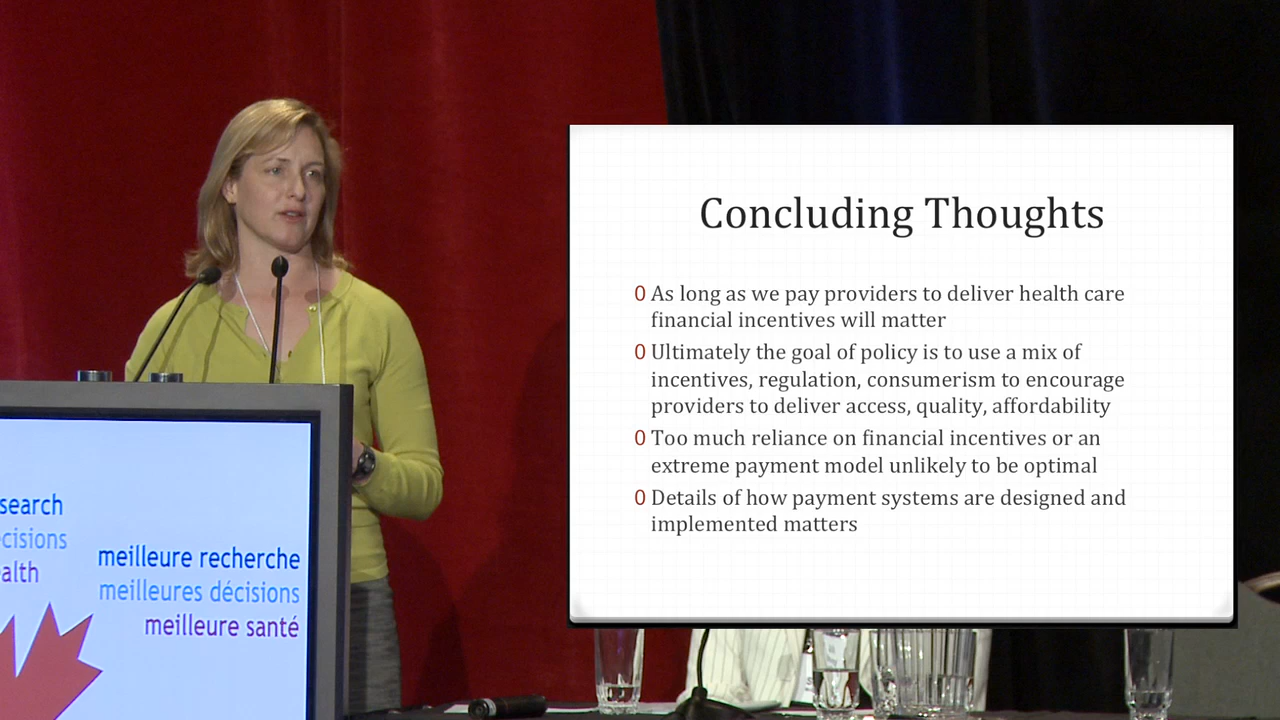 Concluding Thoughts
0 As long as we pay providers to deliver health care
financial incentives will matter
0 Ultimately the goal of policy is to use a mix of
incentives, regulation, consumerism to encourage
providers to deliver access, quality, affordability
0 Too much reliance on financial incentives or an
extreme payment model unlikely to be optimal
0 Details of how payment systems are designed and
implemented matters
search
cisions
alth
meilleure recherche
meilleures décisions
meilleure santé